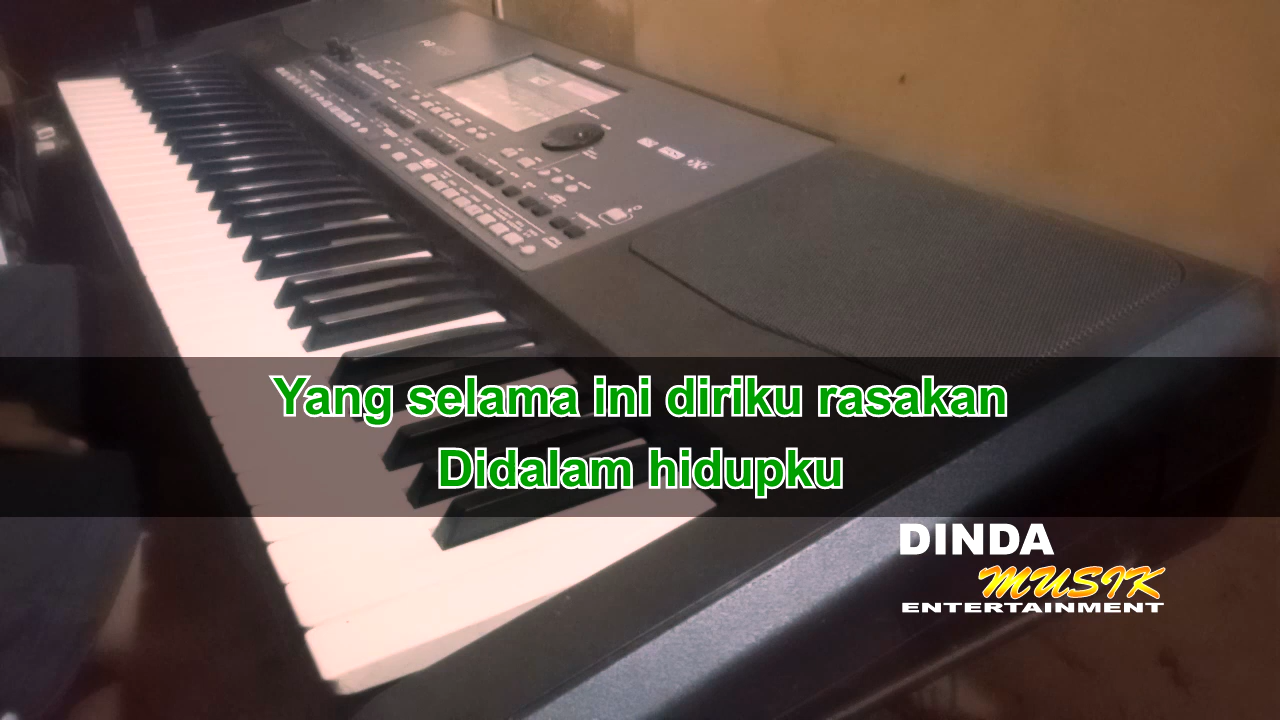 Yang selama ini diriku rasakan
Didalam hidupku
DINDA
MUSIK
ENTERTAINMENT